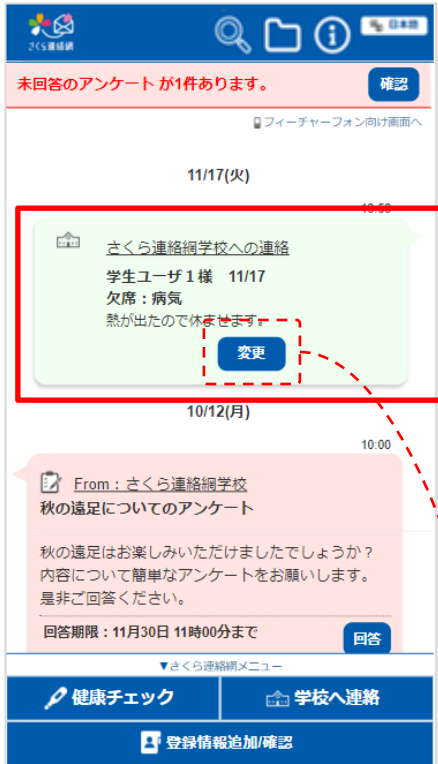 さくら連絡網
日本語
未回答のアンケート が1件あります。
確認
フィーチャーフォン向け画面へ
11/17(火)
さくら連絡網学校への連絡
学生ユーザ1様 11/17
欠席：病気
熱が出たので休ませます。
変更
10/12(月)
10:00
From：さくら連絡網学校
秋の遠足についてのアンケート
秋の遠足はお楽しみいただけましたでしょうか？
内容について簡単なアンケートをお願いします。
是非ご回答ください。
回答期限：11月30日 11時00分まで
回答
▼さくら連絡網メニュー
健康チェック
学校へ連絡
登録情報追加/確認